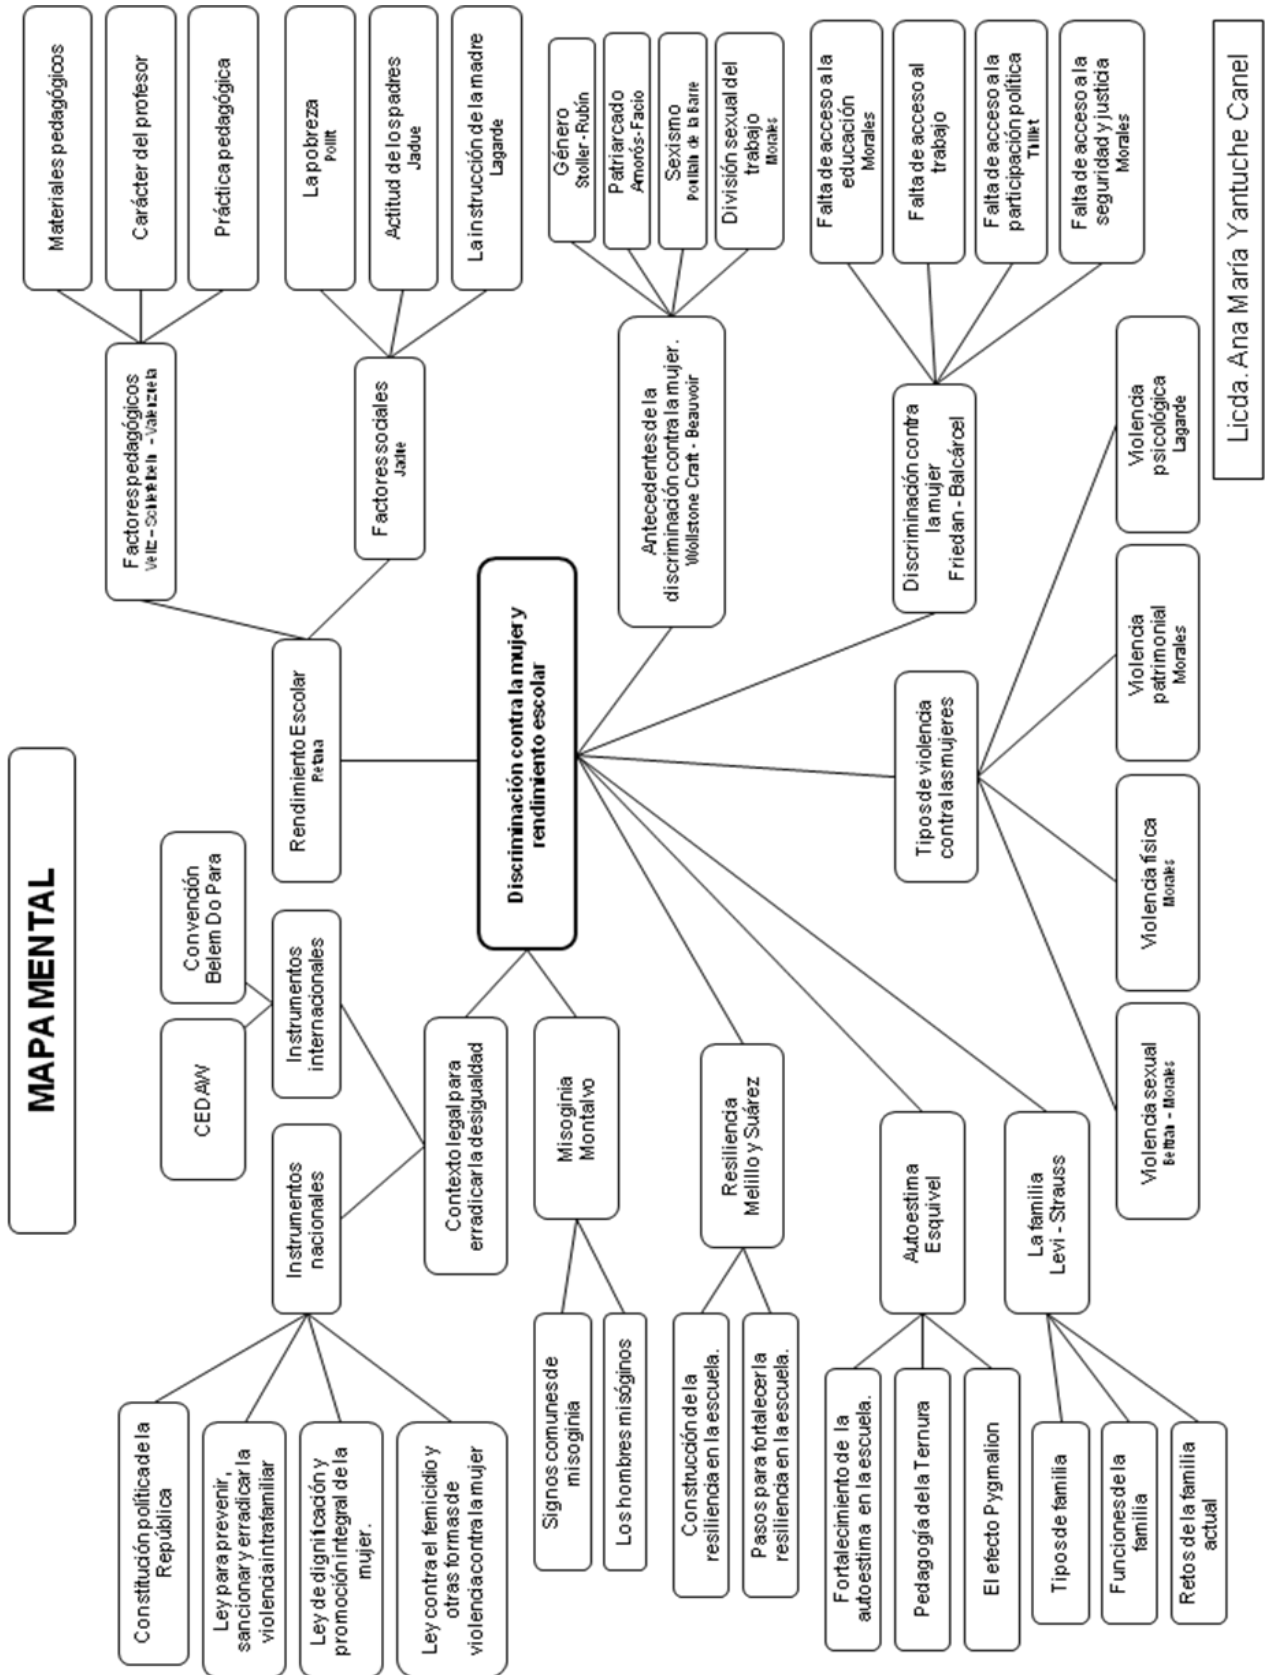 MAPA MENTAL
Constitución política de la
República
Ley para prevenir,
sancionar y erradicar la
violencia intrafamiliar
Ley de dignificación y
promoción integral de la
mujer.
Ley contra el femicidio y
otras formas de
violencia contra la mujer
Instrumentos
nacionales
CEDAW
Convención
Belem Do Para
Instrumentos
internacionales
Contexto legal para
erradicar la desigualdad
Rendimiento Escolar
Retana
Factores pedagógicos
Veliz – Schiefelbein – Valenzuela
Materiales pedagógicos
Carácter del profesor
Práctica pedagógica
Factores sociales
La pobreza
Pollit
Actitud de los padres
Jadue
La instrucción de la madre
Lagarde
Discriminación contra la mujer y
rendimiento escolar
Misoginia
Montalvo
Signos comunes de
misoginia
Los hombres misóginos
Antecedentes de la
discriminación contra la mujer.
Wollstone Craft - Beauvoir
Género
Stoller - Rubín
Patriarcado
Amorós- Facio
Sexismo
de la Barre
División sexual del
trabajo
Morales
Resiliencia
Melillo y Suárez
Construcción de la
resiliencia en la escuela.
Pasos para fortalecer la
resiliencia en la escuela.
Discriminación contra
la mujer
Friedan - Balcárcel
Falta de acceso a la
educación
Morales
Falta de acceso al
trabajo
Falta de acceso a la
participación política
Falta de acceso a la
seguridad y justicia
Morales
Autoestima
Esquivel
Fortalecimiento de la
autoestima en la escuela.
Pedagogía de la Ternura
El efecto Pygmalion
La familia
Levi - Strauss
Tipos de familia
Funciones de la
familia
Retos de la familia
actual
Tipos de violencia
contra las mujeres
Violencia sexual
Beltrán – Morales
Violencia física
Morales
Violencia
patrimonial
Morales
Violencia
psicológica
Lagarde
Licda. Ana María Yantuche Canel